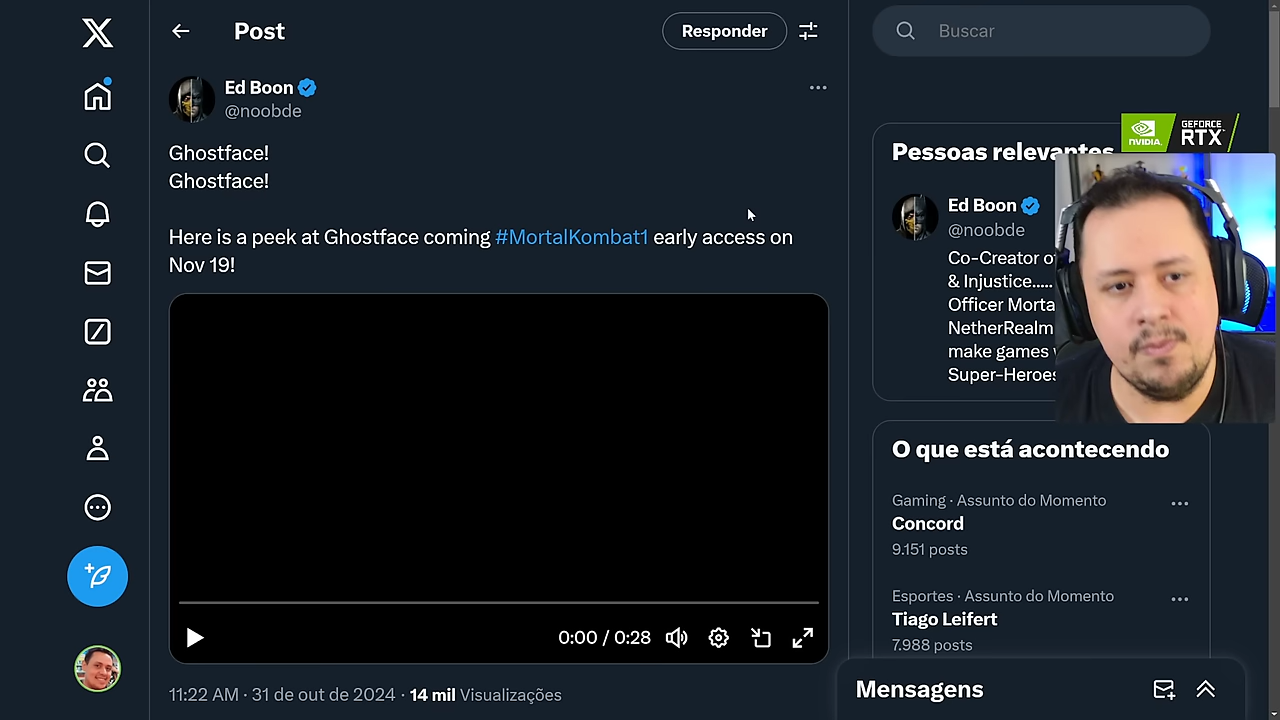 Post
Responder
Buscar
Ed Boon
@noobde
Ghostface!
Ghostface!
Here is a peek at Ghostface coming #MortalKombat1 early access on
Nov 19!
0:00 / 0:28
11:22 AM · 31 de out de 2024 · 14 mil Visualizações
NVIDIA.
GEFORCE
RTX
Pessoas relevantes
Ed Boon
@noobde
Co-Creator
& Injustice.....
Officer
NetherRealm
make games
Super-Heroes
O que está acontecendo
Gaming · Assunto do Momento
Concord
9.151 posts
Esportes · Assunto do Momento
Tiago Leifert
7.988 posts
Mensagens